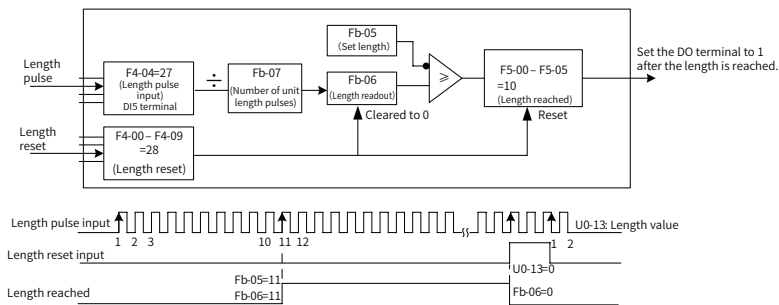 Length
pulse
F4-04=27
(Length pulse
input)
DI5 terminal
÷
Fb-07
(Number of unit
length pulses)
Fb-05
(Set length)
Fb-06
(Length readout)
≥
F5-00 – F5-05
=10
(Length reached)
Set the DO terminal to 1
after the length is reached.
Length
reset
F4-00 – F4-09
=28
(Length reset)
Cleared to 0
Reset
Length pulse input
U0-13: Length value
1 2 3 10 11 12 1 2
Length reset input
U0-13=0
Fb-05=11
Length reached
Fb-06=11
Fb-06=0